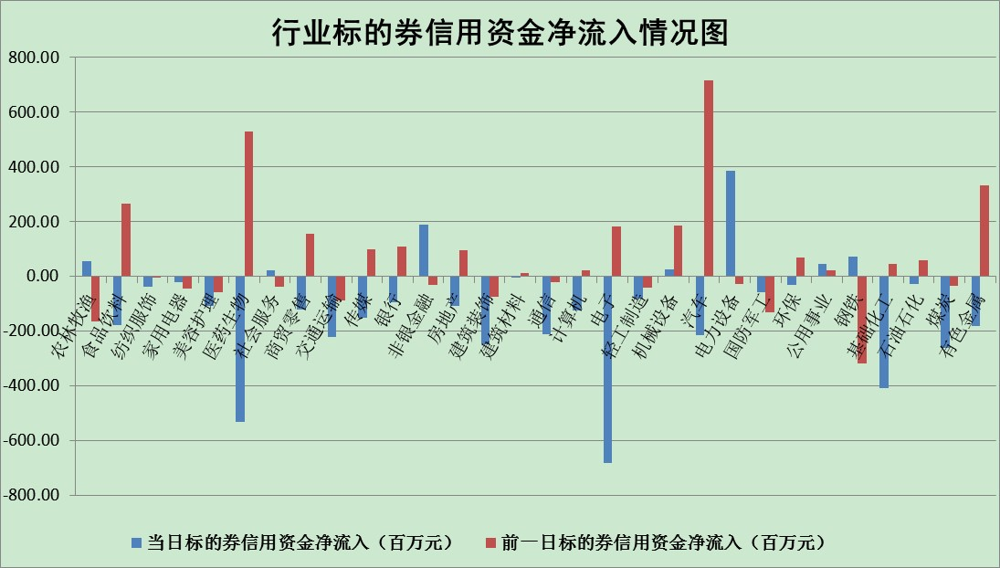 行业标的券信用资金净流入情况图
800.00
600.00
400.00
200.00
0.00
-200.00
-400.00
-600.00
-800.00
农林牧渔
食品饮料
纺织服饰
家用电器
美容护理
医药生物
社会服务
商贸零售
交通运输
传媒
银行
非银金融
房地产
建筑装饰
建筑材料
通信
计算机
电子
轻工制造
机械设备
汽车
电力设备
国防军工
环保
公用事业
钢铁
基础化工
石油石化
煤炭
有色金属
当日标的券信用资金净流入（百万元） 前一日标的券信用资金净流入（百万元）